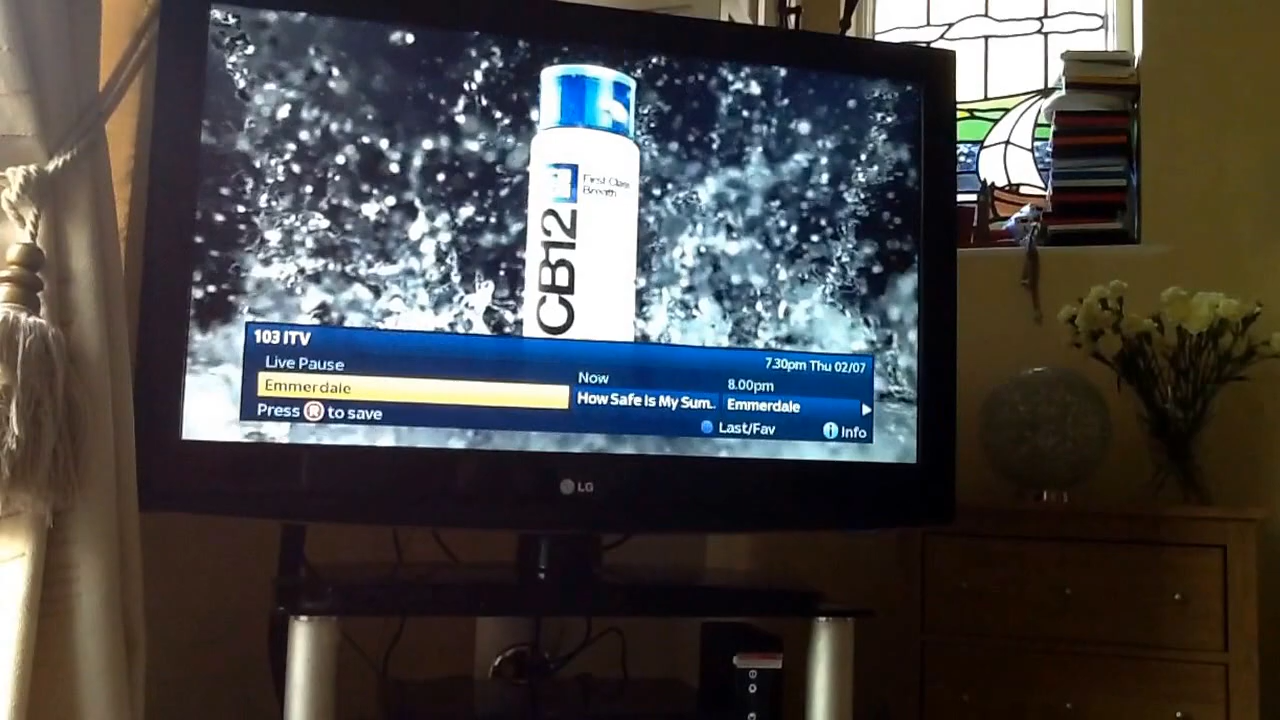 First Class
Breath
CB12
103 ITV
7.30pm Thu 02/07
Live Pause
Now
8.00pm
Emmerdale
How Safe Is My Sum..
Emmerdale
Press R to save
Last/Fav
i Info
LG